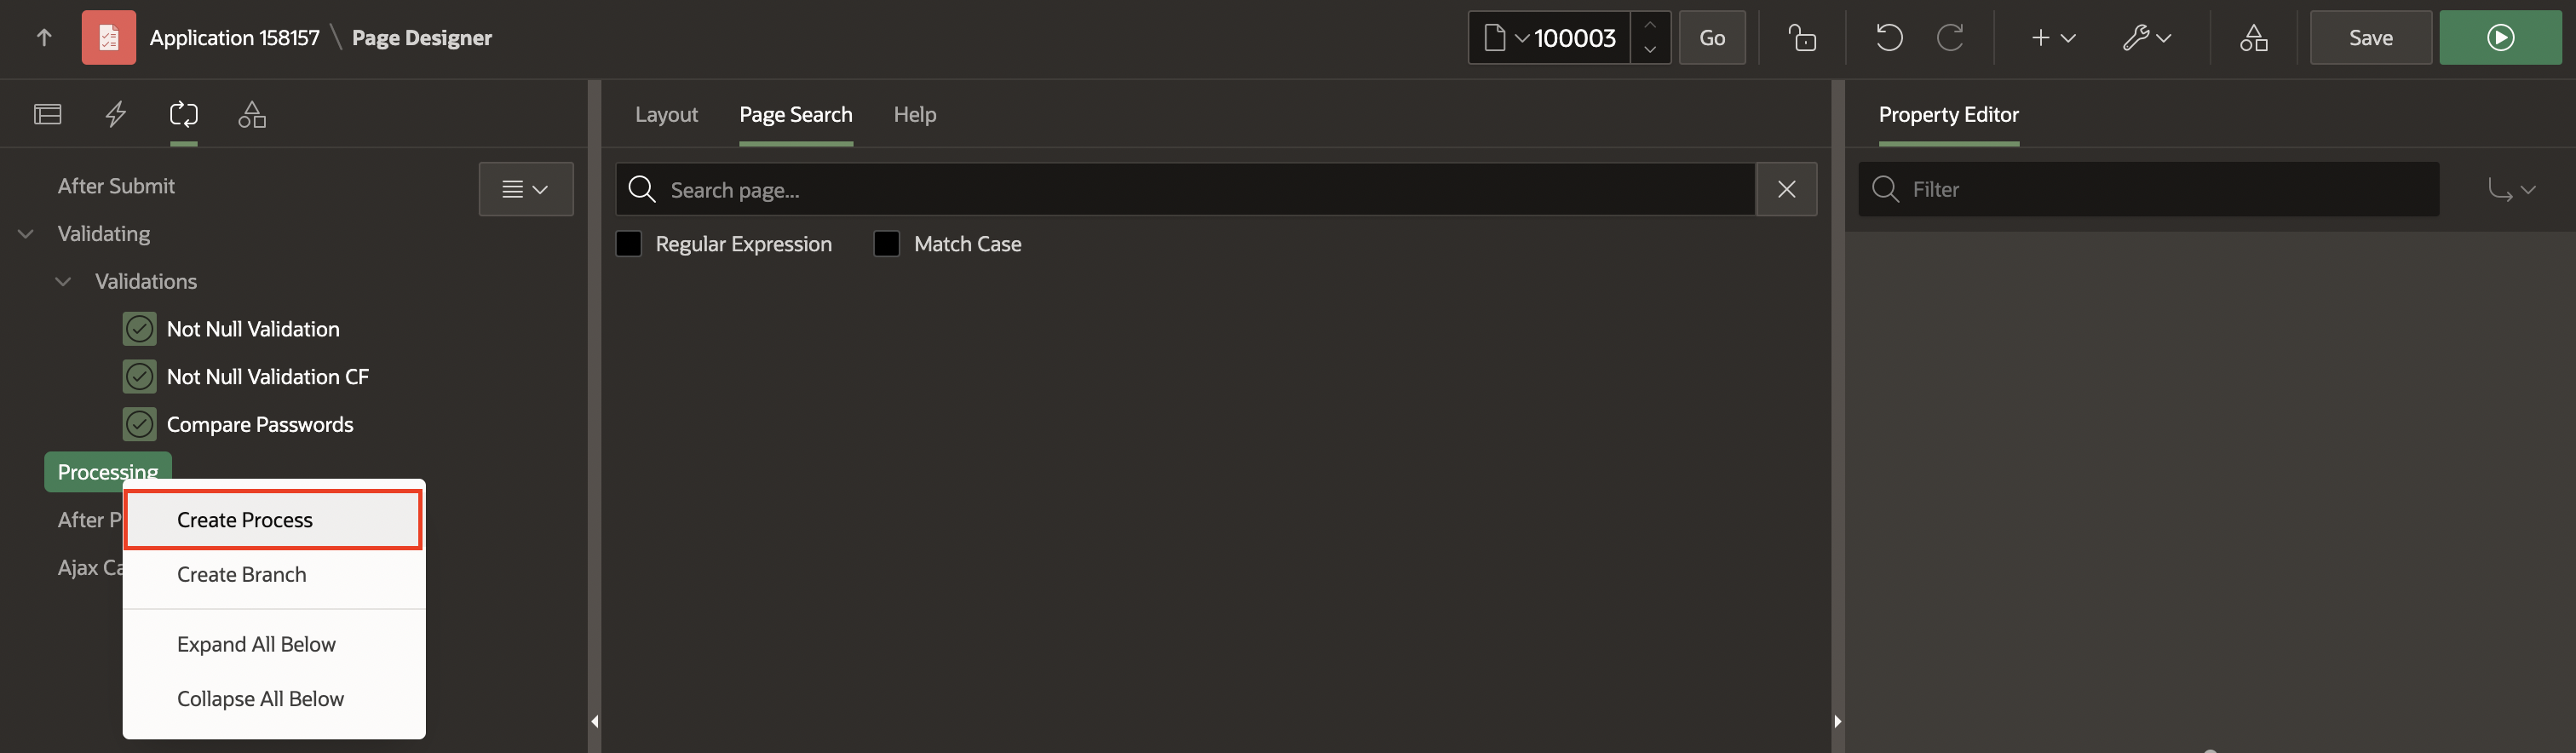 Application 158157 \ Page Designer
100003
Go
Save
Layout
Page Search
Help
Property Editor
After Submit
Search page...
Filter
Validating
Regular Expression
Match Case
Validations
Not Null Validation
Not Null Validation CF
Compare Passwords
Processing
After P
Create Process
Ajax Ca
Create Branch
Expand All Below
Collapse All Below